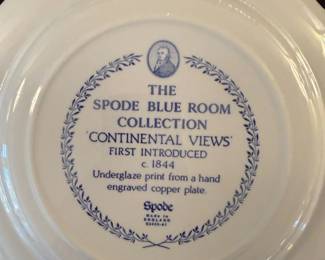 THE
SPODE BLUE ROOM
COLLECTION
'CONTINENTAL VIEWS'
FIRST INTRODUCED
c. 1844
Underglaze print from a hand
engraved copper plate.
Spode
MADE IN
ENGLAND